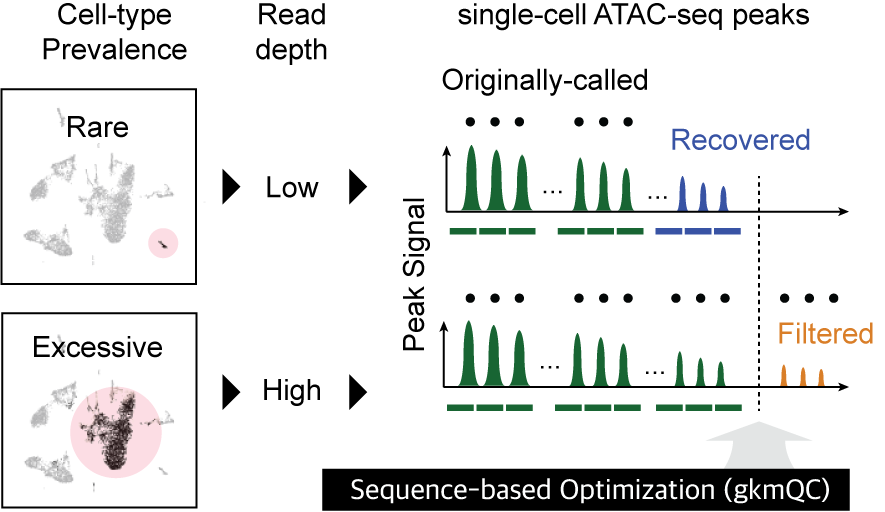 Cell-type
Prevalence
Read
depth
single-cell ATAC-seq peaks
Originally-called
Rare
Low
Recovered
...
...
Peak Signal
Excessive
High
Filtered
...
...
Sequence-based Optimization (gkmQC)